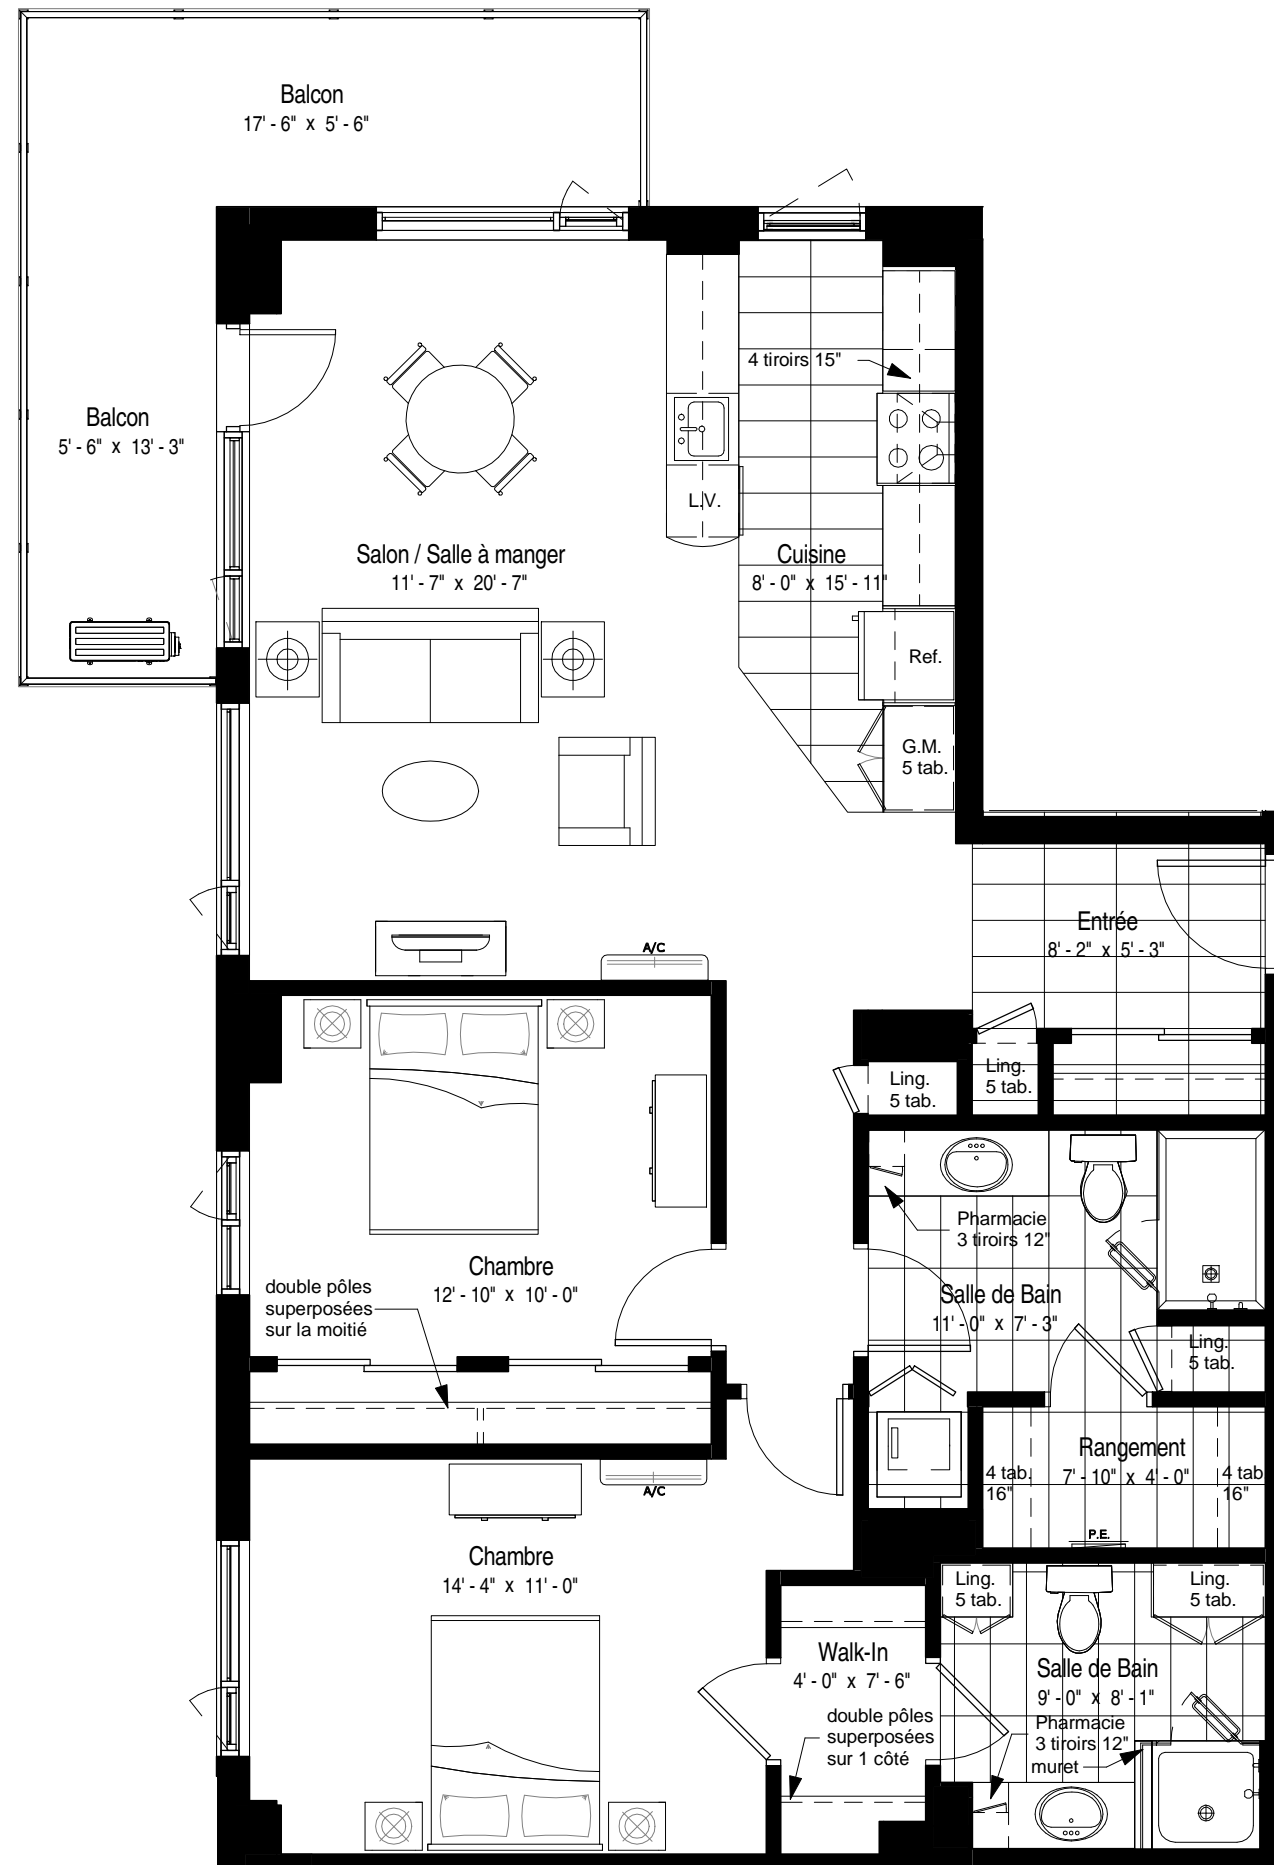 Balcon
17' - 6" x 5' - 6"
4 tiroirs 15"
Balcon
5' - 6" x 13' - 3"
L.V.
Salon / Salle à manger
11' - 7" x 20' - 7"
Cuisine
8' - 0" x 15' - 11"
Ref.
G.M.
5 tab.
Entrée
8' - 2" x 5' - 3"
A/C
Ling.
5 tab.
Ling.
5 tab.
Pharmacie
3 tiroirs 12"
Chambre
12' - 10" x 10' - 0"
double pôles
superposées
sur la moitié
Salle de Bain
11' - 0" x 7' - 3"
Ling.
5 tab.
Rangement
7' - 10" x 4' - 0"
4 tab.
16"
4 tab
16"
P.E.
A/C
Chambre
14' - 4" x 11' - 0"
Ling.
5 tab.
Ling.
5 tab.
Walk-In
4' - 0" x 7' - 6"
double pôles
superposées
sur 1 côté
Salle de Bain
9' - 0" x 8' - 1"
Pharmacie
3 tiroirs 12"
muret